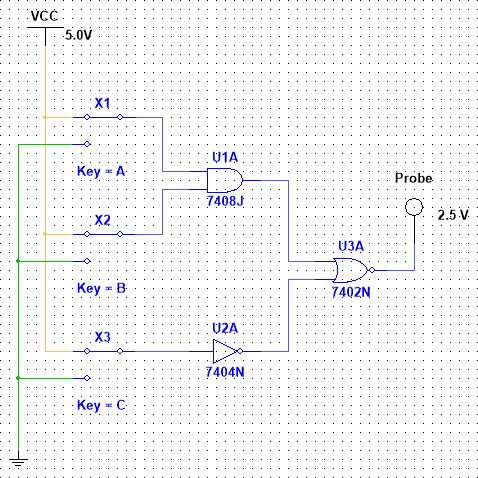 VCC
5.0V
X1
Key = A
U1A
7408J
X2
Key = B
Probe
2.5 V
U3A
7402N
X3
U2A
7404N
Key = C